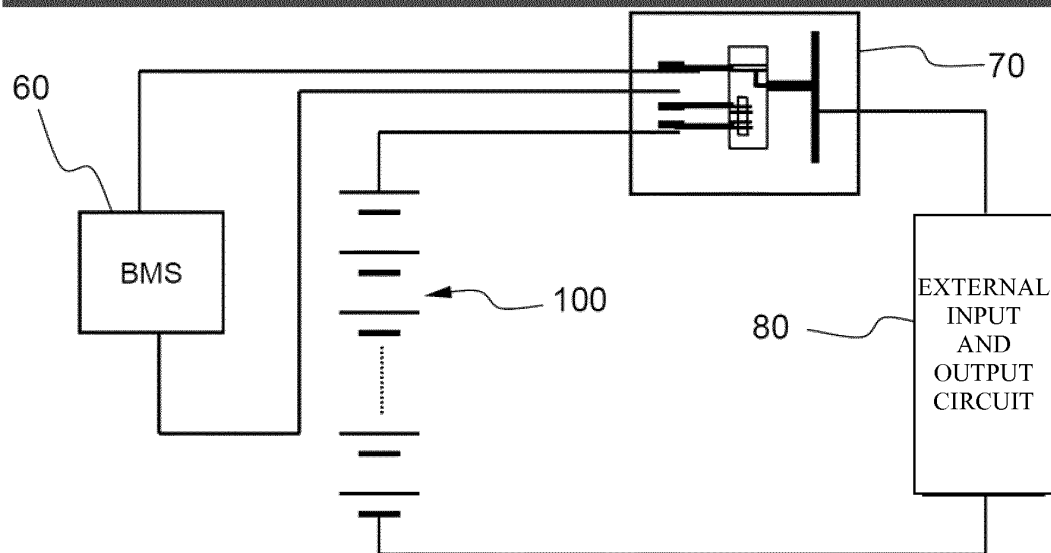 70
60
BMS
100
80
EXTERNAL
INPUT
AND
OUTPUT
CIRCUIT